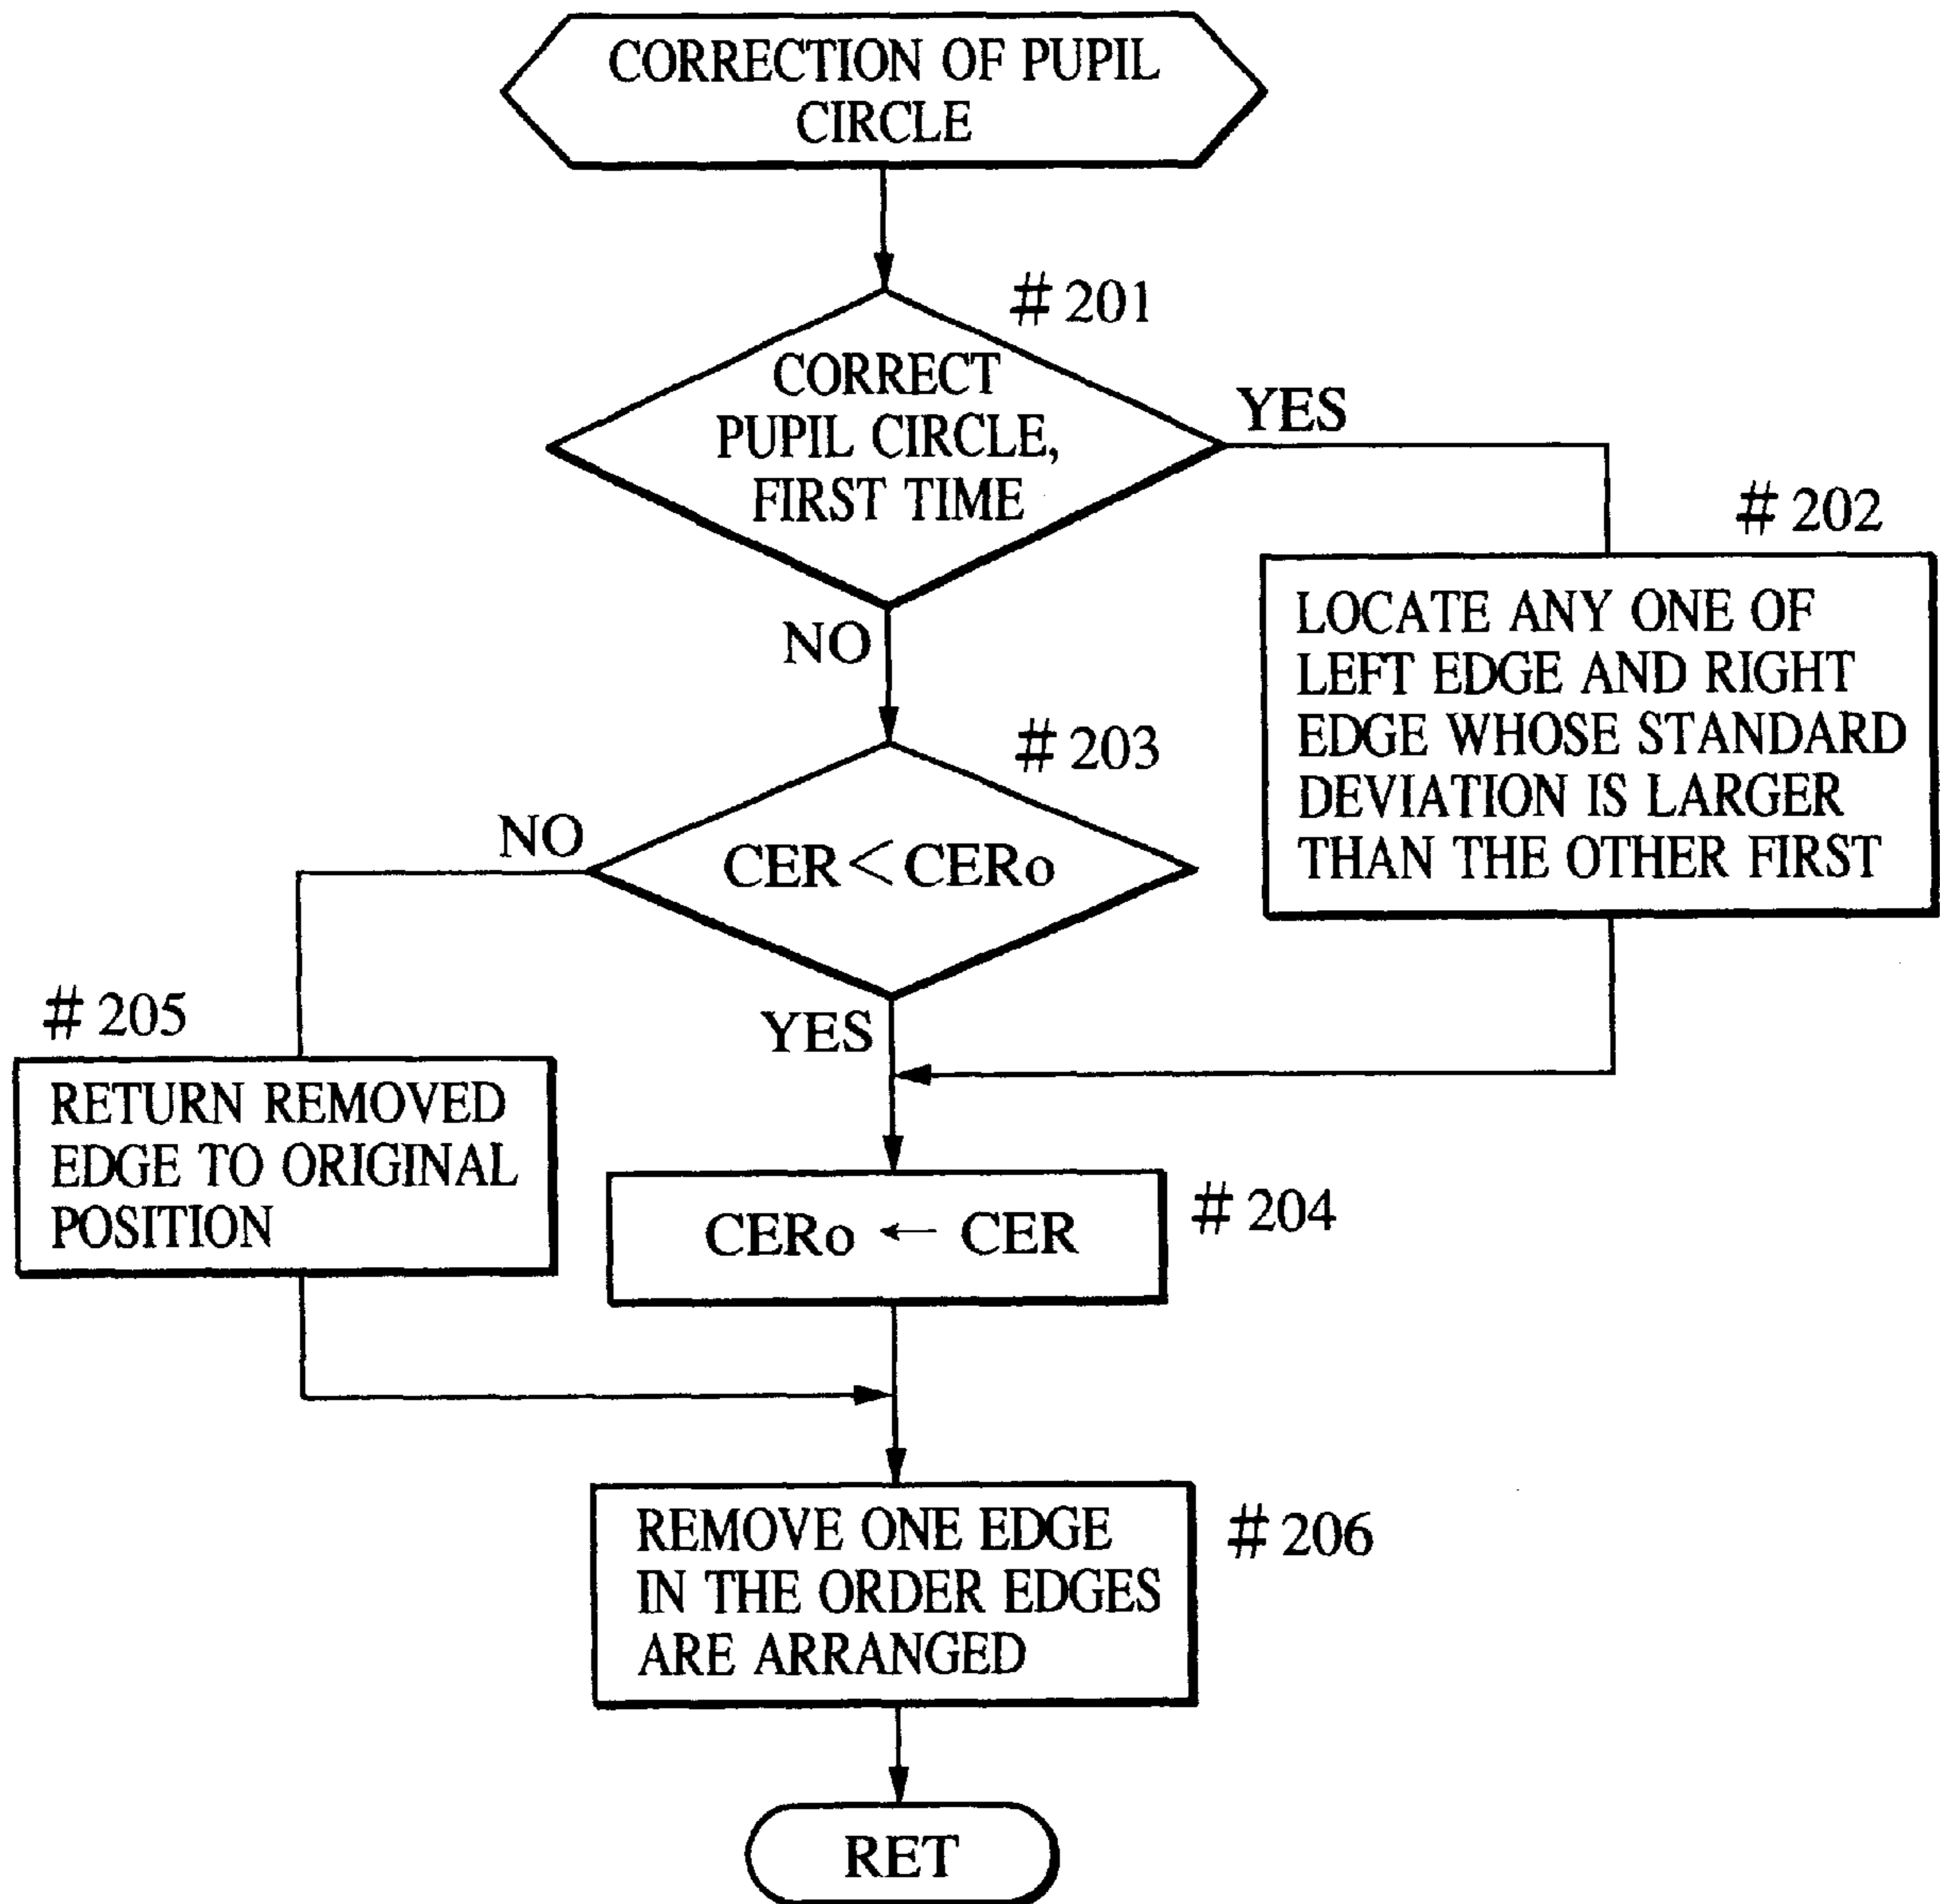 CORRECTION OF PUPIL
CIRCLE
# 201
CORRECT
PUPIL CIRCLE,
FIRST TIME
YES
NO
# 202
LOCATE ANY ONE OF
LEFT EDGE AND RIGHT
EDGE WHOSE STANDARD
DEVIATION IS LARGER
THAN THE OTHER FIRST
# 203
CER<CERo
NO
YES
# 205
RETURN REMOVED
EDGE TO ORIGINAL
POSITION
# 204
CERo ← CER
# 206
REMOVE ONE EDGE
IN THE ORDER EDGES
ARE ARRANGED
RET